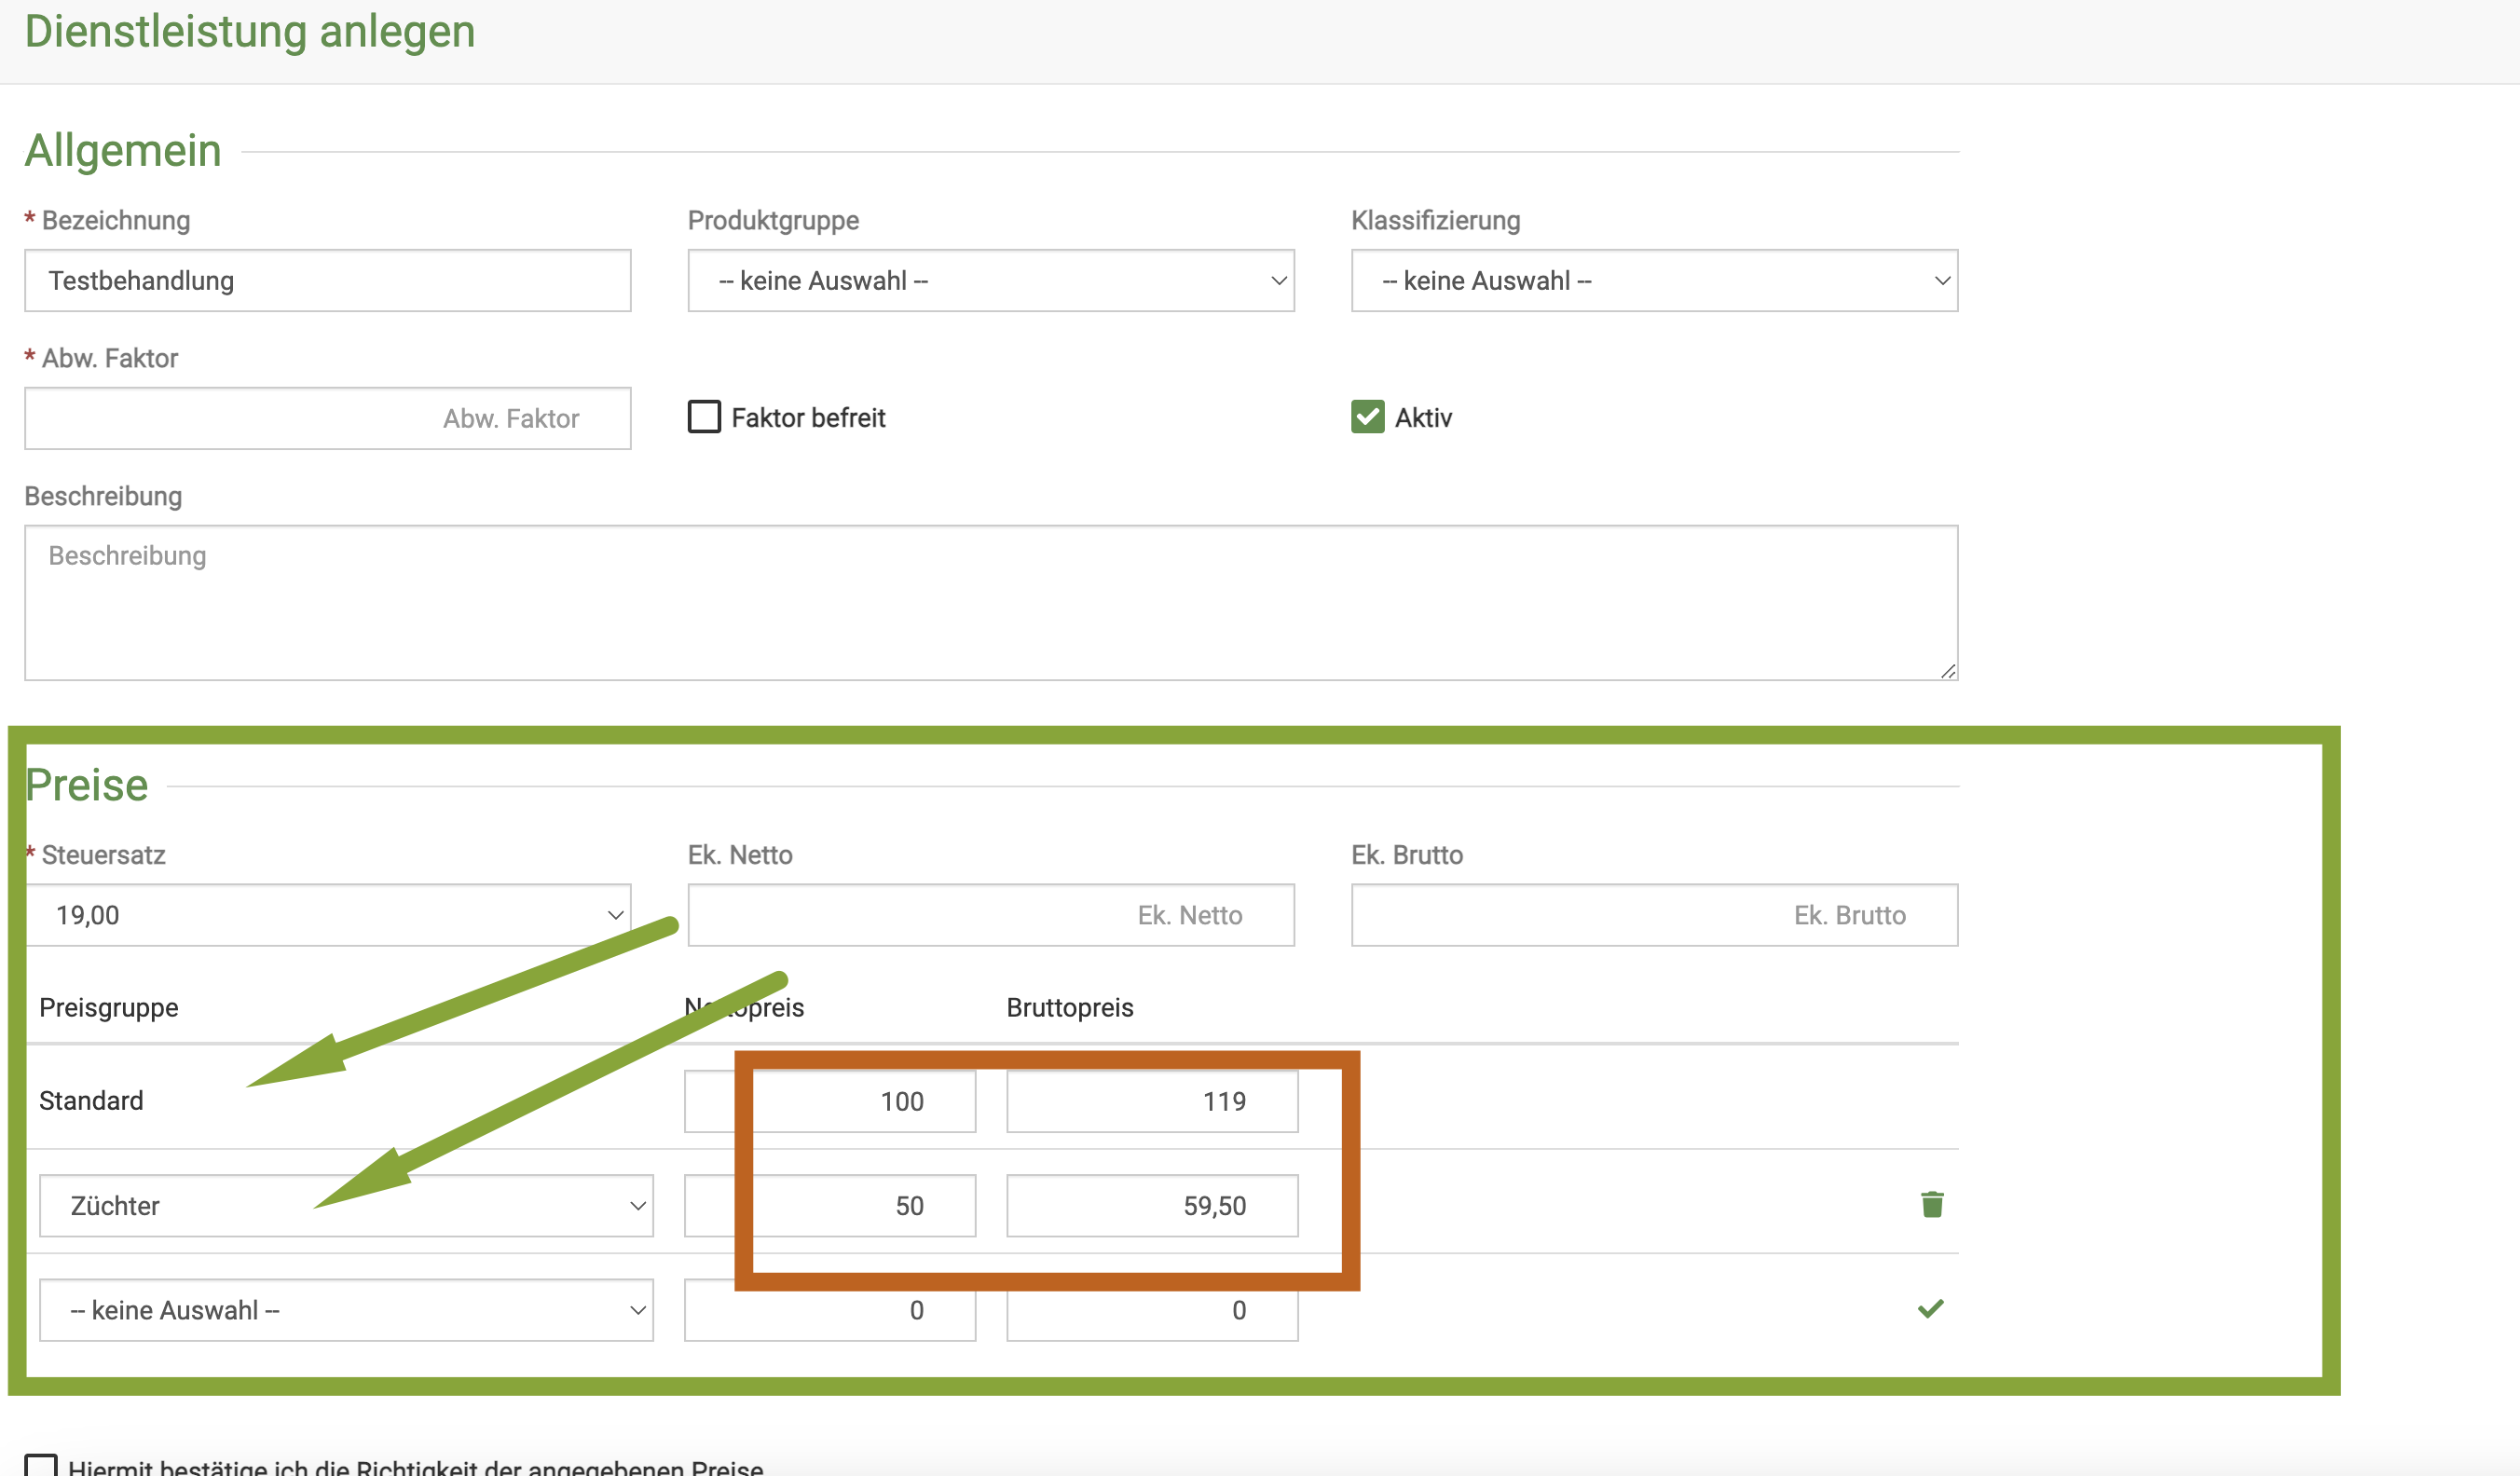 Dienstleistung anlegen
Allgemein
* Bezeichnung
Produktgruppe
Klassifizierung
Testbehandlung
-- keine Auswahl --
-- keine Auswahl --
* Abw. Faktor
Abw. Faktor
Faktor befreit
Aktiv
Beschreibung
Beschreibung
Preise
* Steuersatz
Ek. Netto
Ek. Brutto
19,00
Ek. Netto
Ek. Brutto
Preisgruppe
Nettopreis
Bruttopreis
Standard
100
119
Züchter
50
59,50
-- keine Auswahl --
0
0
Hiermit bestätige ich die Richtigkeit der angegebenen Preise